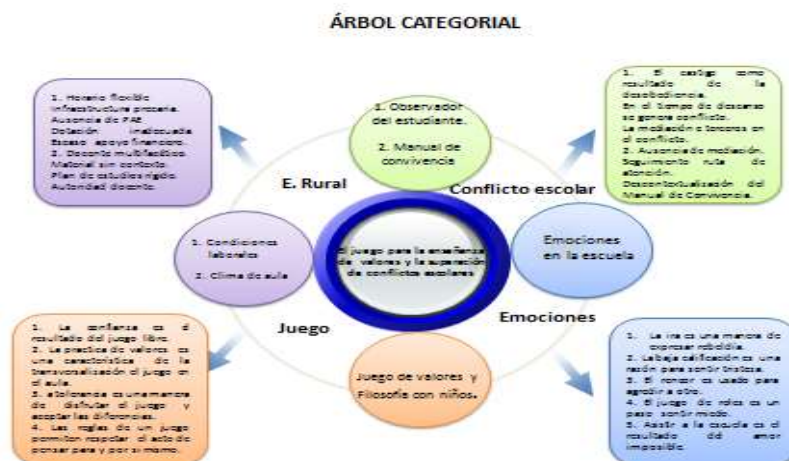 ÁRBOL CATEGORIAL
1. Horario flexible
Infraestructura precaria.
Ausencia de PAE
Dotación inadecuada
Escaso apoyo financiero.
2. Docente multifacético.
Material sin contexto.
Plan de estudios rígido.
Autoridad docente.
1. Observador
del estudiante.
2. Manual de
convivencia
1. El castigo como
resultado de la
desobediencia.
En el tiempo de descanso
se genera conflicto.
La mediación a terceros en
el conflicto.
2. Ausencia de mediación.
Seguimiento ruta de
atención.
Descontextualización del
Manual de Convivencia.
E. Rural
Conflicto escolar
1. Condiciones
laborales
2. Clima de aula
El juego para la enseñanza
de valores y la superación
de conflictos escolares
Emociones
en la escuela
Juego
Emociones
1. La confianza es el
resultado del juego libre.
2. La practica de valores es
una característica de la
transversalización el juego en
el aula.
3. atolerancia es una manera
de disfrutar el juego y
aceptar las diferencias.
4. Las reglas de un juego
permiten respetar el acto de
pensar para y por si mismo.
Juego de valores y
Filosofía con niños.
1. La ira es una manera de
expresar rebeldía.
2. La baja calificación es una
razón para sentir tristeza.
3. El rencor es usado para
agredir a otro.
4. El juego de roles es un
paso sentir miedo.
5. Asistir a la escuela es el
resultado del amor
imposible.